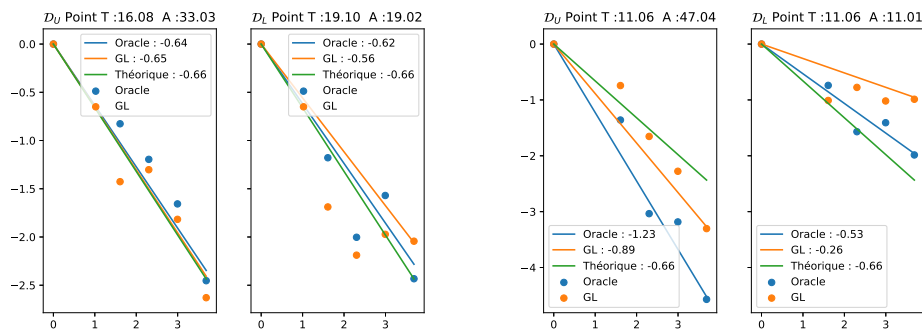 𝒟_U Point T :16.08 A :33.03
0.0
−0.5
−1.0
−1.5
−2.0
−2.5
0 1 2 3
Oracle : -0.64
GL : -0.65
Théorique : -0.66
Oracle
GL
𝒟_L Point T :19.10 A :19.02
0 1 2 3
Oracle : -0.62
GL : -0.56
Théorique : -0.66
Oracle
GL
𝒟_U Point T :11.06 A :47.04
0
−1
−2
−3
−4
0 1 2 3
Oracle : -1.23
GL : -0.89
Théorique : -0.66
Oracle
GL
𝒟_L Point T :11.06 A :11.01
0 1 2 3
Oracle : -0.53
GL : -0.26
Théorique : -0.66
Oracle
GL